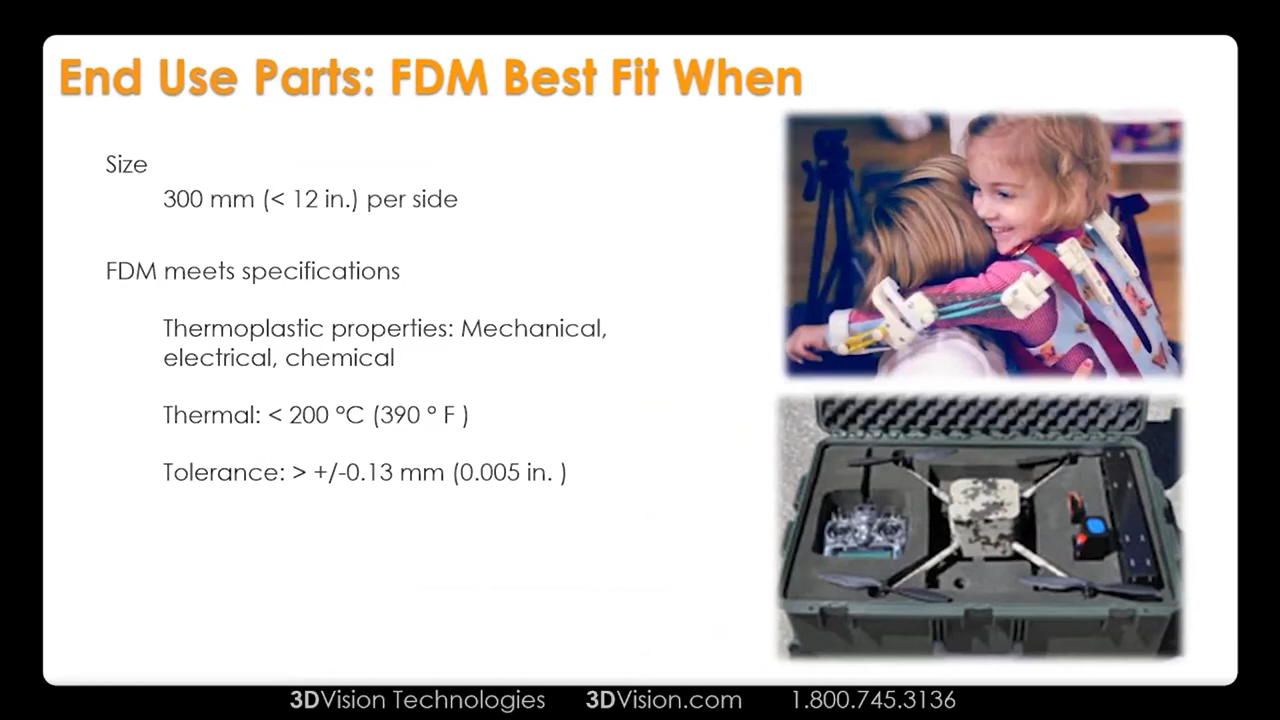 End Use Parts: FDM Best Fit When
Size
300 mm (< 12 in.) per side
FDM meets specifications
Thermoplastic properties: Mechanical,
electrical, chemical
Thermal: < 200 °C (390 ° F )
Tolerance: > +/-0.13 mm (0.005 in. )
3DVision Technologies 3DVision.com 1.800.745.3136